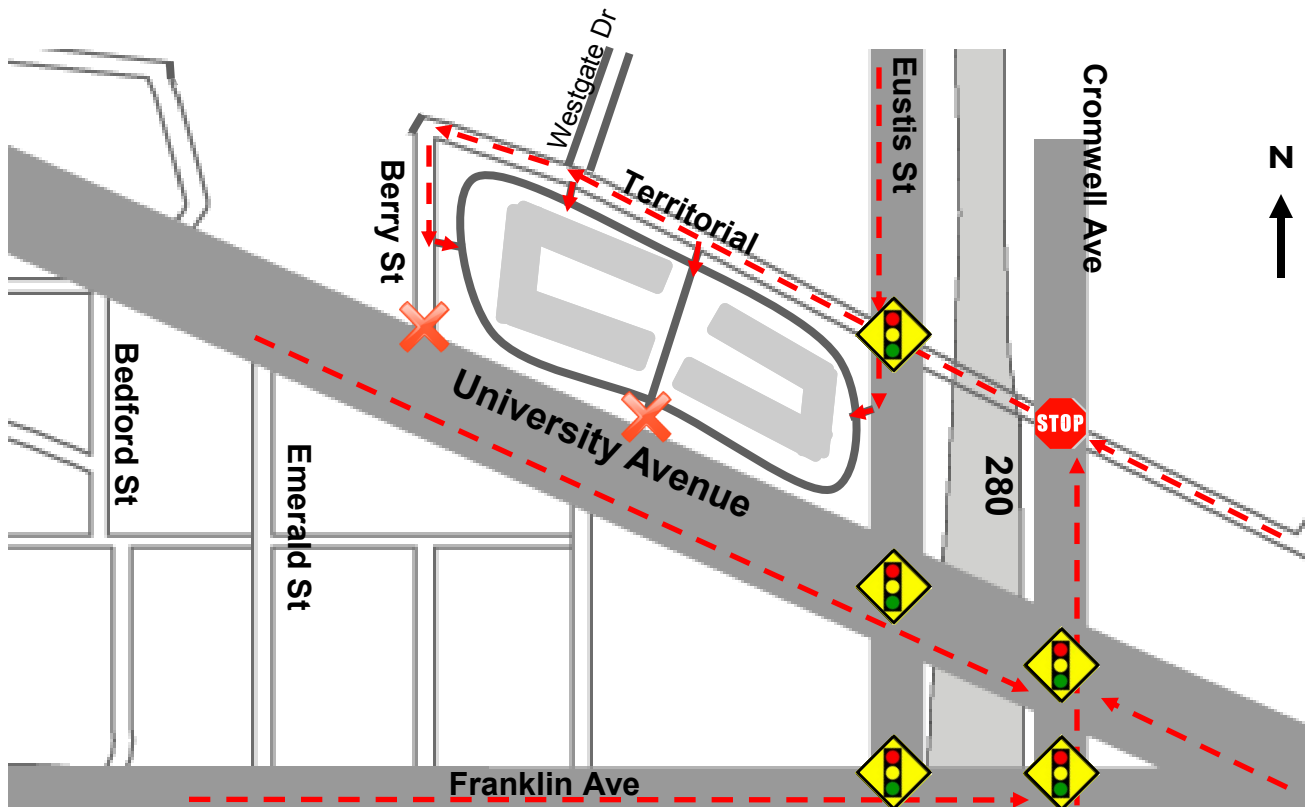 Westgate Dr
Eustis St
Cromwell Ave
N
Territorial
Berry St
Bedford St
University Avenue
STOP
280
Emerald St
Franklin Ave